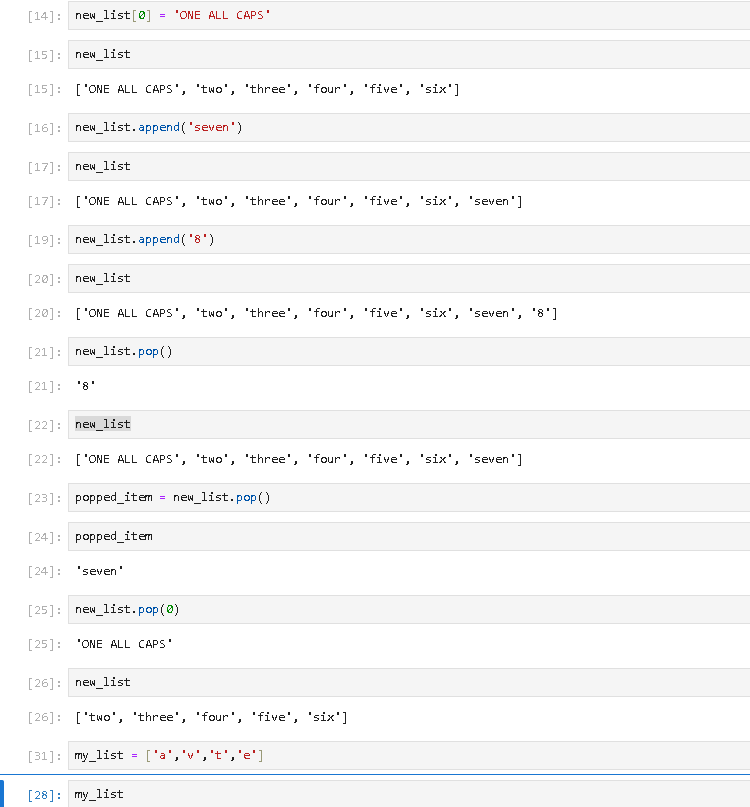 [14]: new_list[0] = 'ONE ALL CAPS'
[15]: new_list
[15]: ['ONE ALL CAPS', 'two', 'three', 'four', 'five', 'six']
[16]: new_list.append('seven')
[17]: new_list
[17]: ['ONE ALL CAPS', 'two', 'three', 'four', 'five', 'six', 'seven']
[19]: new_list.append('8')
[20]: new_list
[20]: ['ONE ALL CAPS', 'two', 'three', 'four', 'five', 'six', 'seven', '8']
[21]: new_list.pop()
[21]: '8'
[22]: new_list
[22]: ['ONE ALL CAPS', 'two', 'three', 'four', 'five', 'six', 'seven']
[23]: popped_item = new_list.pop()
[24]: popped_item
[24]: 'seven'
[25]: new_list.pop(0)
[25]: 'ONE ALL CAPS'
[26]: new_list
[26]: ['two', 'three', 'four', 'five', 'six']
[31]: my_list = ['a','v','t','e']
[28]: my_list